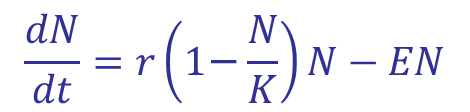 dN/dt = r(1−N/K)N − EN